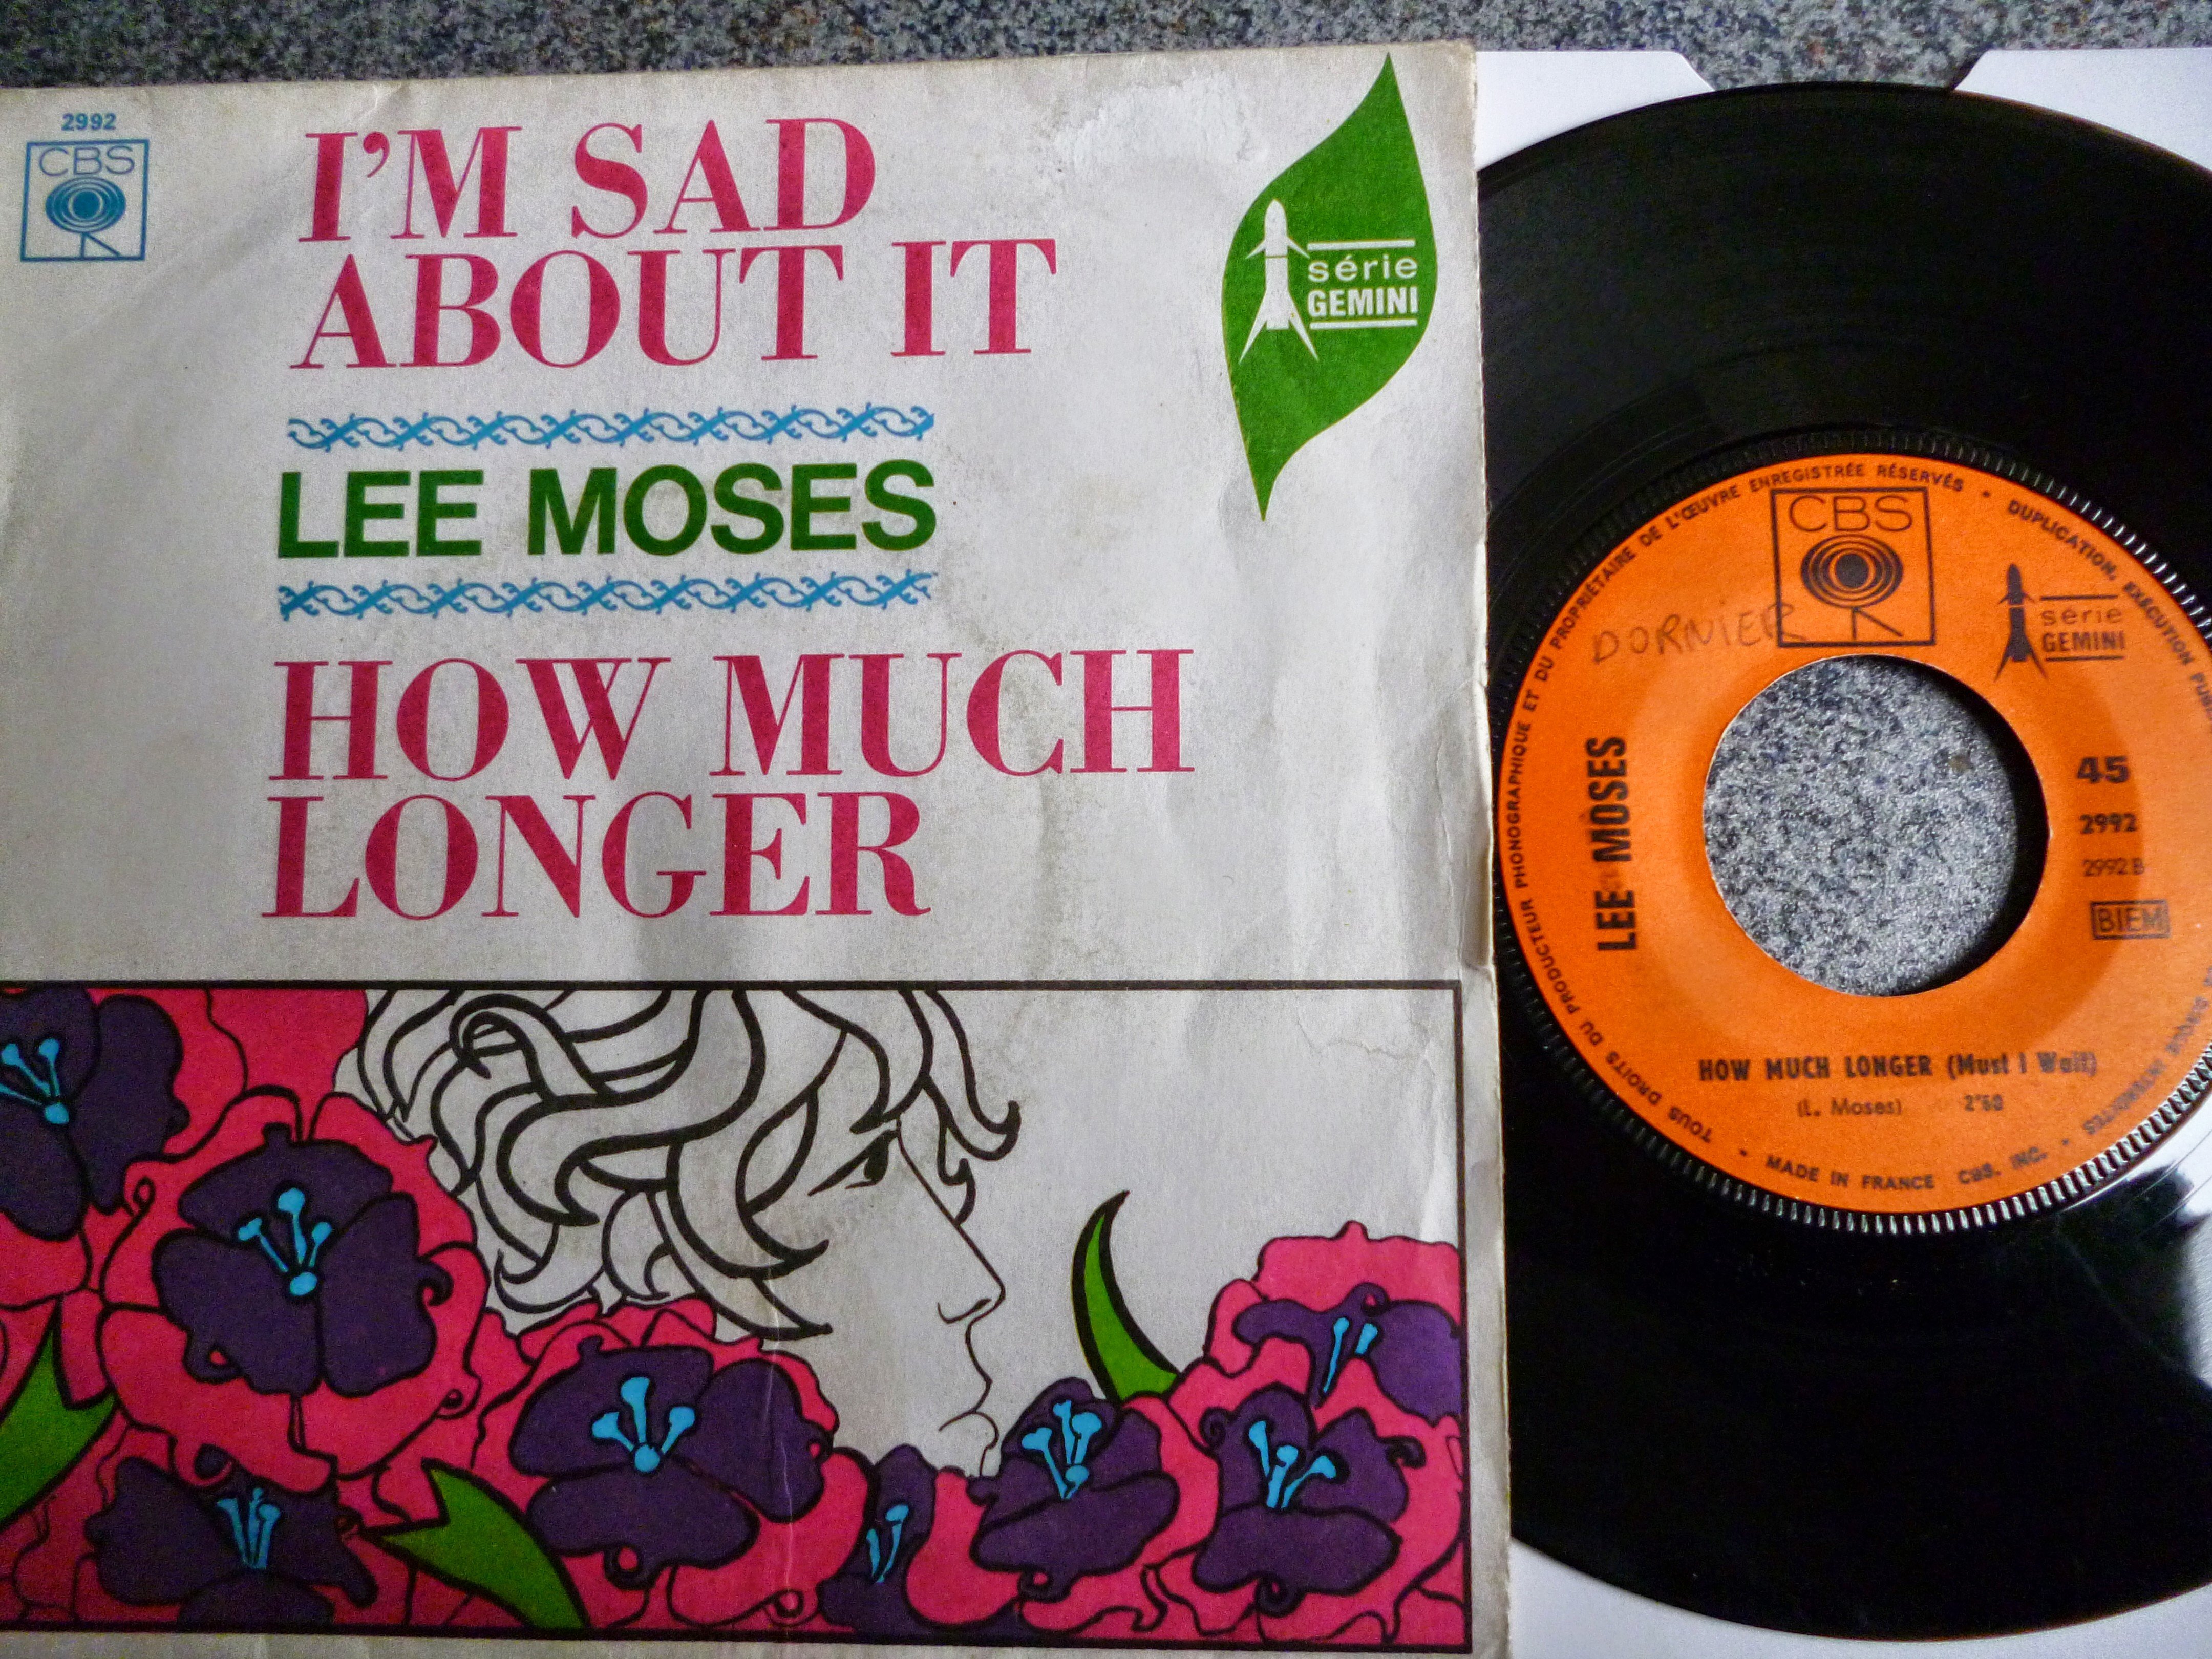 2992
CBS
I'M SAD
ABOUT IT
série
GEMINI
LEE MOSES
HOW MUCH
LONGER
TOUS DROITS DU PRODUCTEUR PHONOGRAPHIQUE ET DU PROPRIÉTAIRE DE L'ŒUVRE ENREGISTRÉE RÉSERVÉS • DUPLICATION, EXÉCUTION
CBS
série
GEMINI
DORNIER
LEE MOSES
45
2992
2992 B
BIEM
HOW MUCH LONGER (Must I Wait)
(L. Moses)
MADE IN FRANCE CBS. INC.